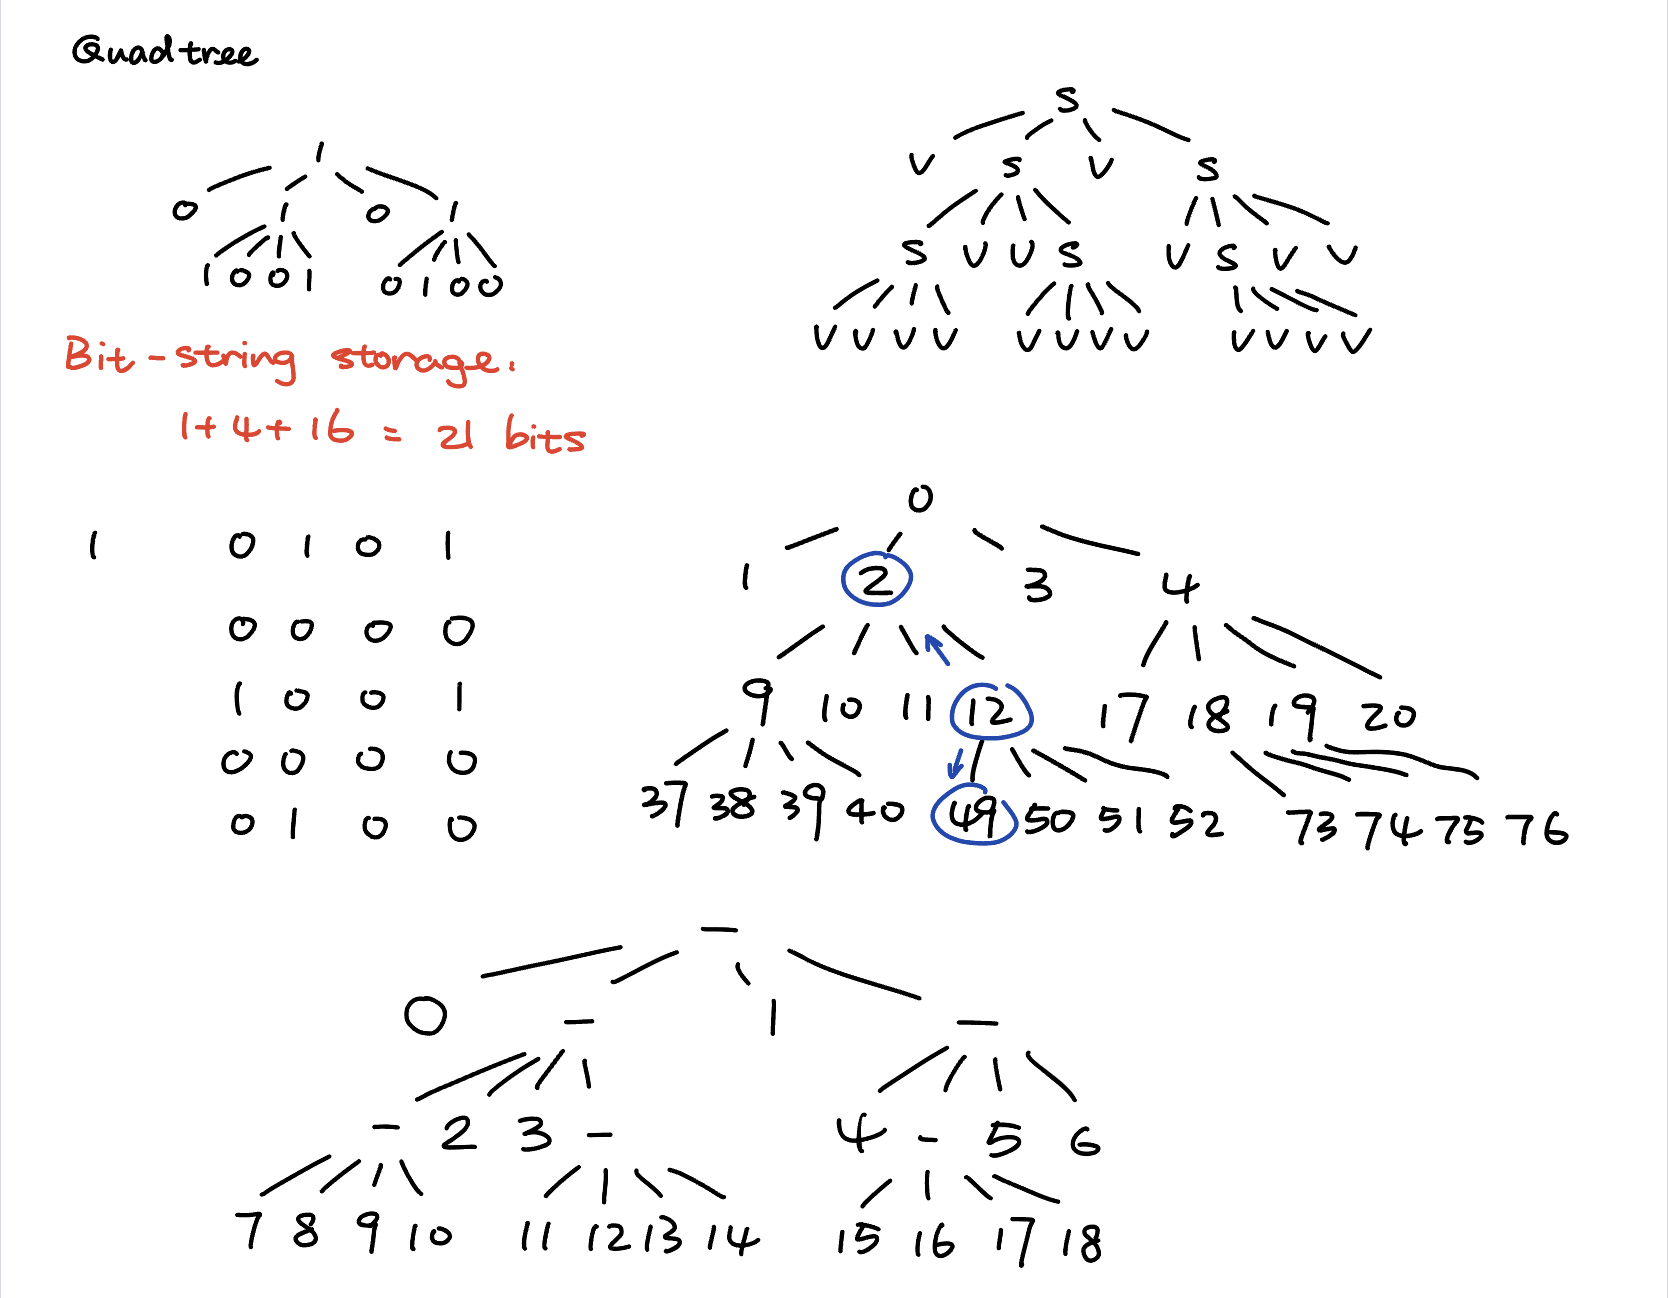 Quadtree
1
0 1 0 1
1 0 0 1 0 1 0 0
Bit-string storage.
1+4+16 = 21 bits
S
V S V S
S V U S V S V V
V V V V V V V V V V V V
1 0 1 0 1
0 0 0 0
1 0 0 1
0 0 0 0
0 1 0 0
0
1 2 3 4
9 10 11 12 17 18 19 20
37 38 39 40 49 50 51 52 73 74 75 76
—
0 — 1 —
— 2 3 — 4 - 5 6
7 8 9 10 11 12 13 14 15 16 17 18